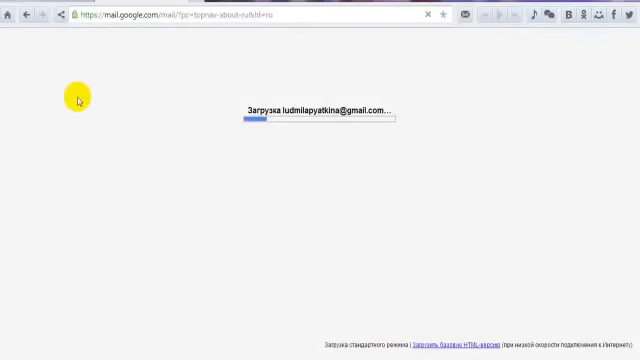 https://mail.google.com/mail/?pc=topnav-about-ru&hl=ru
Загрузка ludmilapyatkina@gmail.com...
Загрузка стандартного режима | Загрузить базовую HTML-версию (при низкой скорости подключения к Интернету)